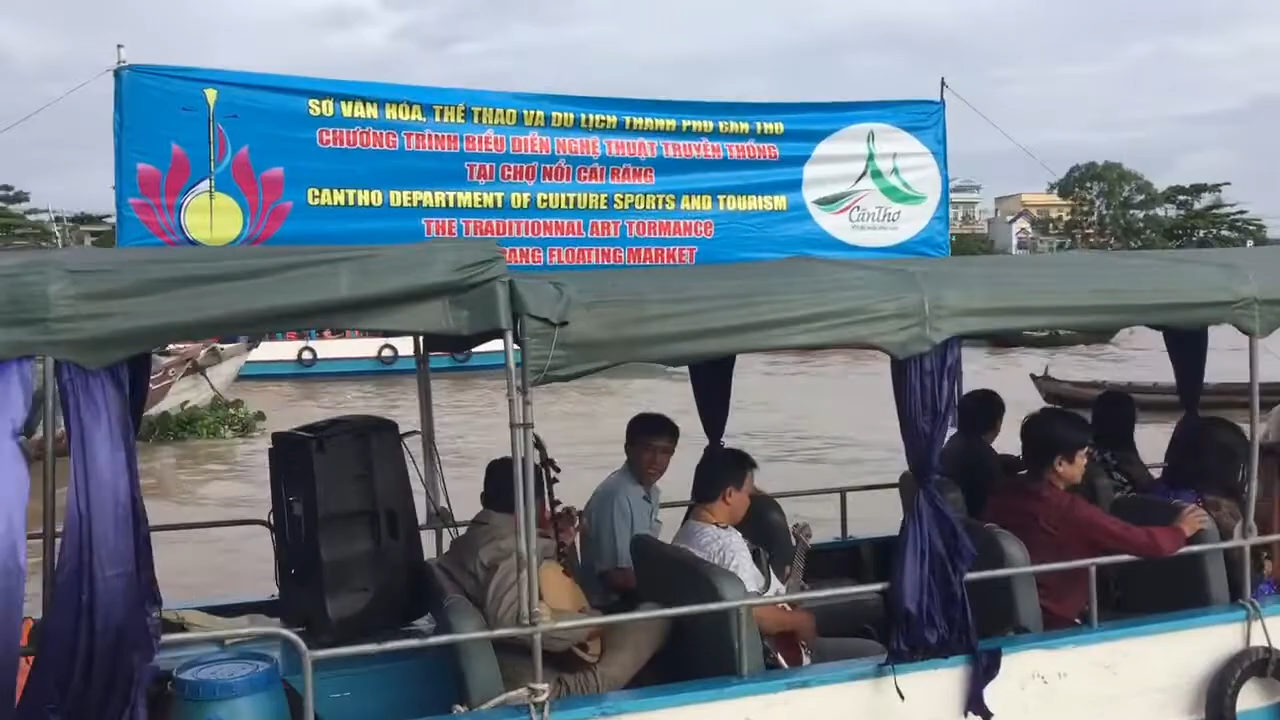 SỞ VĂN HÓA, THỂ THAO VÀ DU LỊCH THÀNH PHỐ CẦN THƠ
CHƯƠNG TRÌNH BIỂU DIỄN NGHỆ THUẬT TRUYỀN THỐNG
TẠI CHỢ NỔI CÁI RĂNG
CANTHO DEPARTMENT OF CULTURE SPORTS AND TOURISM
THE TRADITIONNAL ART TORMANCE
ANG FLOATING MARKET
CầnThơ